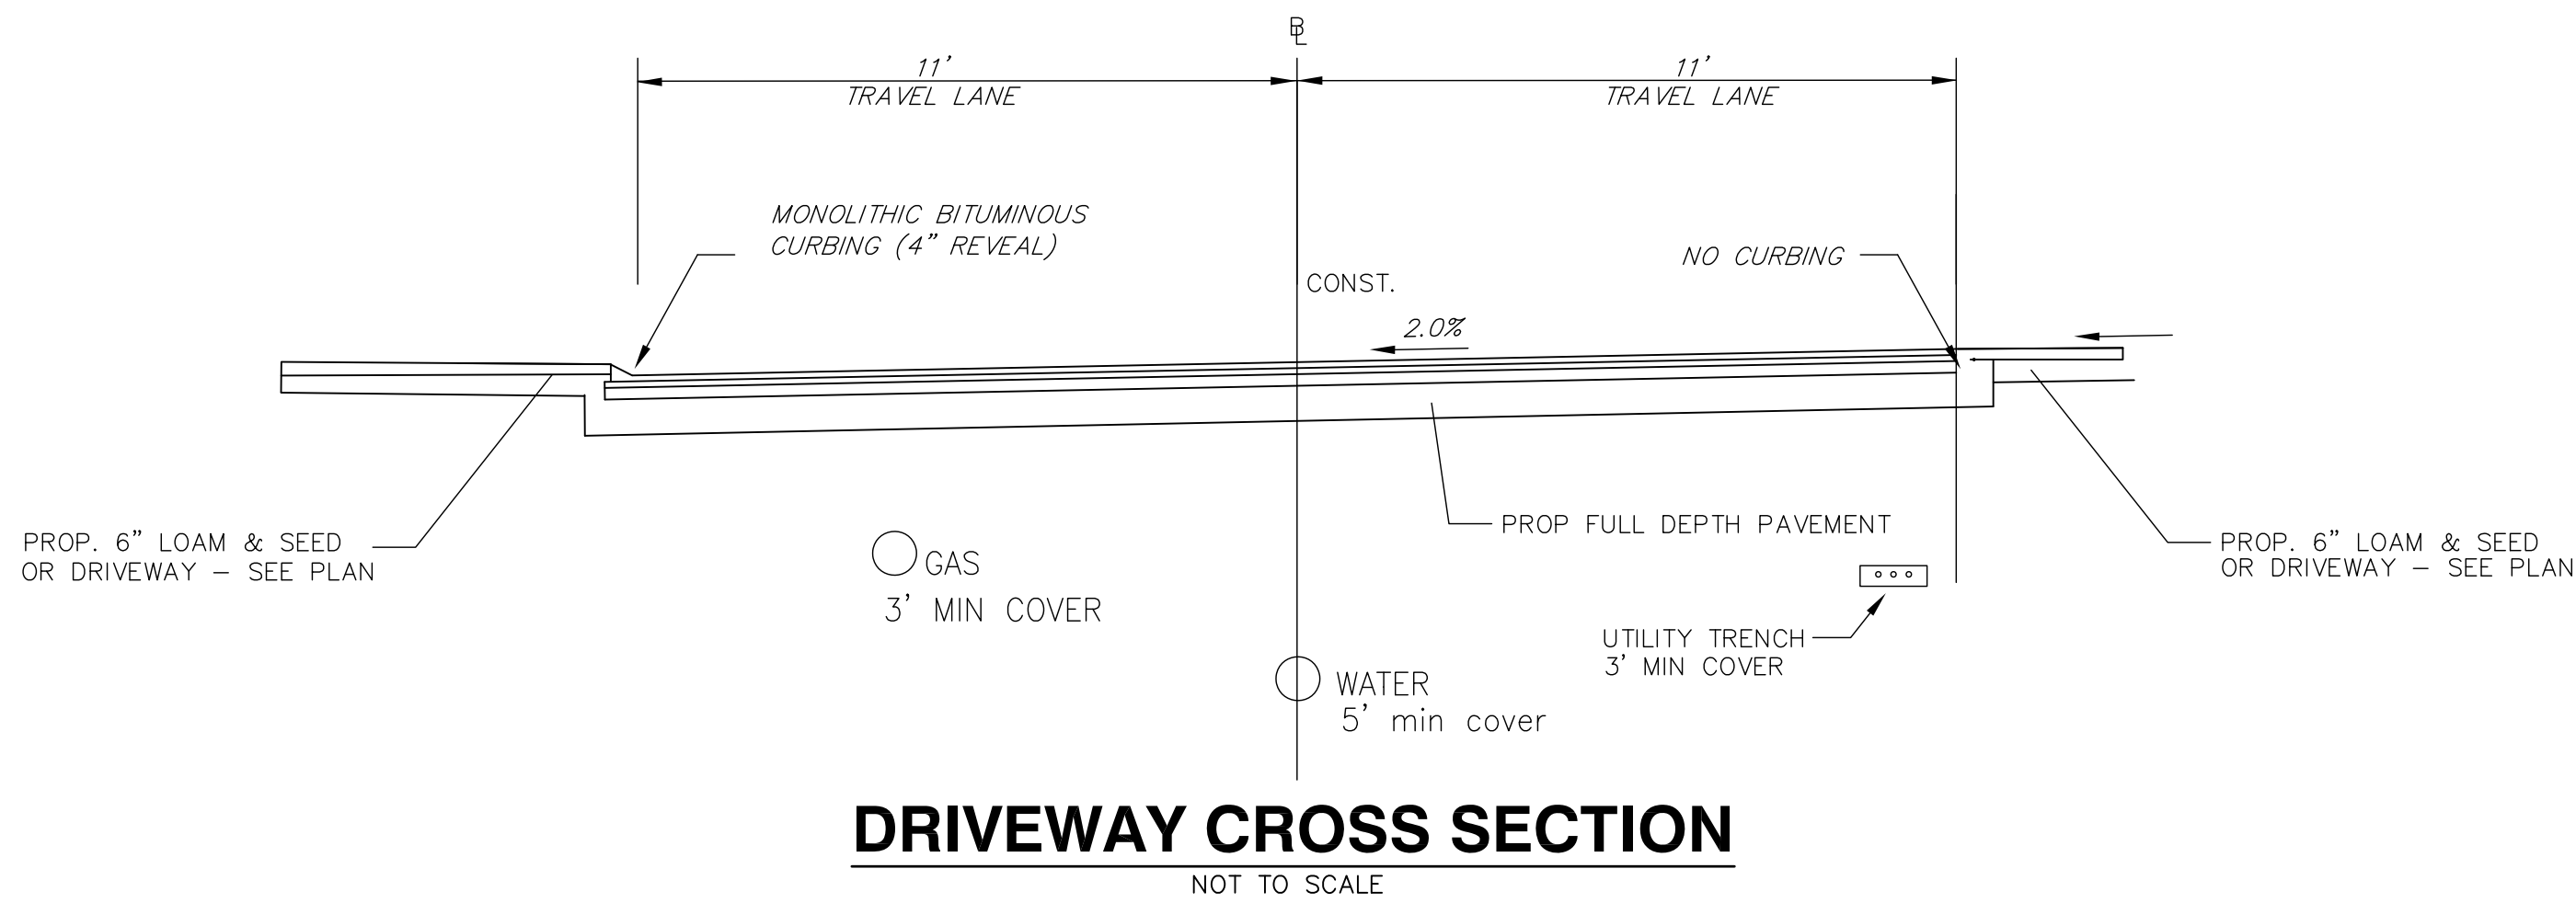 BL
11'
TRAVEL LANE
11'
TRAVEL LANE
MONOLITHIC BITUMINOUS
CURBING (4" REVEAL)
NO CURBING
CONST.
2.0%
PROP. 6" LOAM & SEED
OR DRIVEWAY – SEE PLAN
GAS
3' MIN COVER
PROP FULL DEPTH PAVEMENT
PROP. 6" LOAM & SEED
OR DRIVEWAY – SEE PLAN
UTILITY TRENCH
3' MIN COVER
WATER
5' min cover
DRIVEWAY CROSS SECTION
NOT TO SCALE